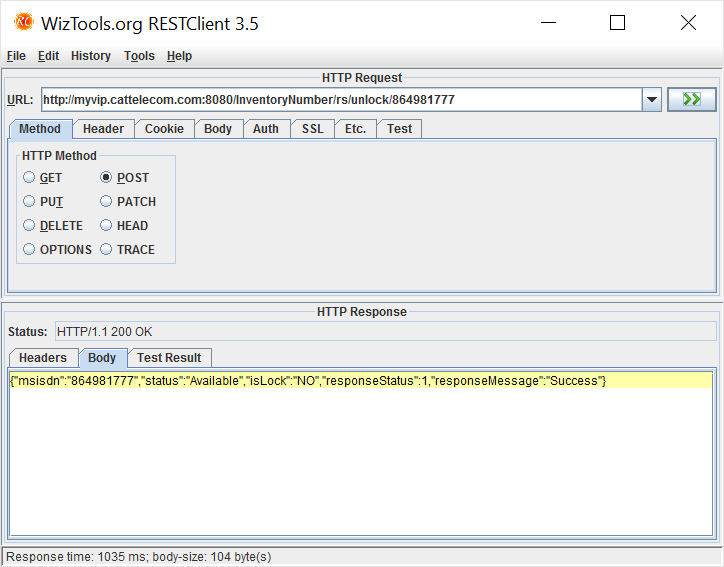 WizTools.org RESTClient 3.5
File Edit History Tools Help
HTTP Request
URL: http://myvip.cattelecom.com:8080/InventoryNumber/rs/unlock/864981777
Method Header Cookie Body Auth SSL Etc. Test
HTTP Method
GET POST
PUT PATCH
DELETE HEAD
OPTIONS TRACE
HTTP Response
Status: HTTP/1.1 200 OK
Headers Body Test Result
{"msisdn":"864981777","status":"Available","isLock":"NO","responseStatus":1,"responseMessage":"Success"}
Response time: 1035 ms; body-size: 104 byte(s)